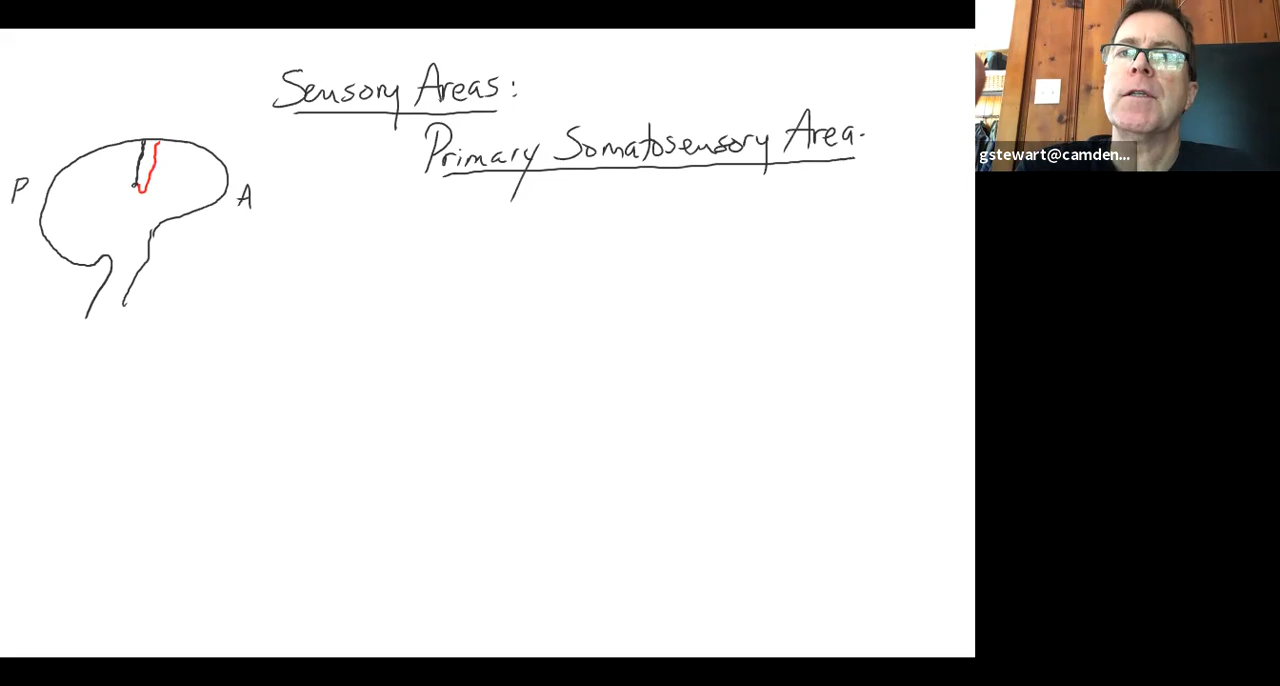 Sensory Areas:
Primary Somatosensory Area.
P
A
gstewart@camden...